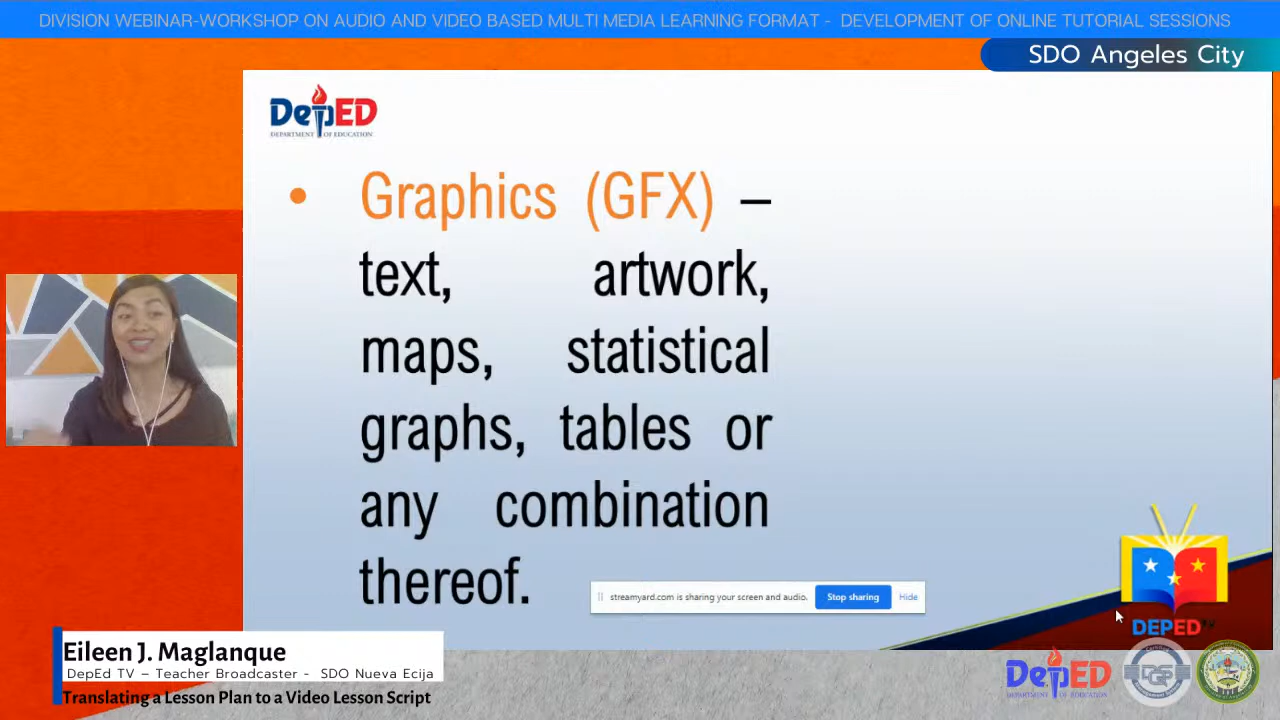 DIVISION WEBINAR-WORKSHOP ON AUDIO AND VIDEO BASED MULTI MEDIA LEARNING FORMAT - DEVELOPMENT OF ONLINE TUTORIAL SESSIONS
SDO Angeles City
DepED
DEPARTMENT OF EDUCATION
• Graphics (GFX) –
text, artwork,
maps, statistical
graphs, tables or
any combination
thereof.
streamyard.com is sharing your screen and audio. Stop sharing Hide
DEPED
Eileen J. Maglanque
DepEd TV – Teacher Broadcaster - SDO Nueva Ecija
Translating a Lesson Plan to a Video Lesson Script
DepED
DEPARTMENT OF EDUCATION